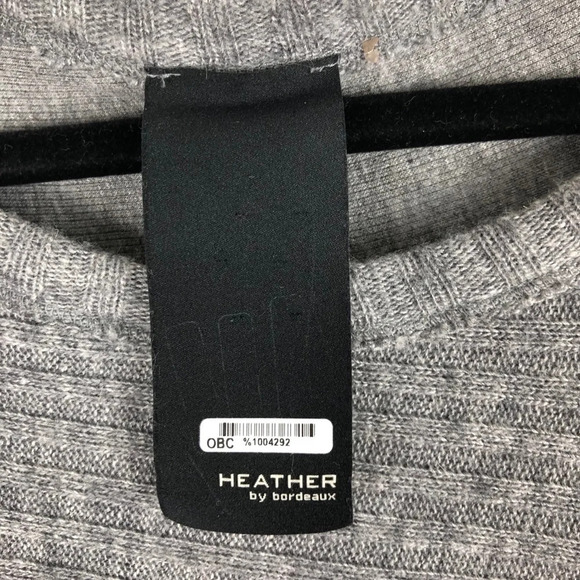 OBC %1004292
HEATHER
by bordeaux